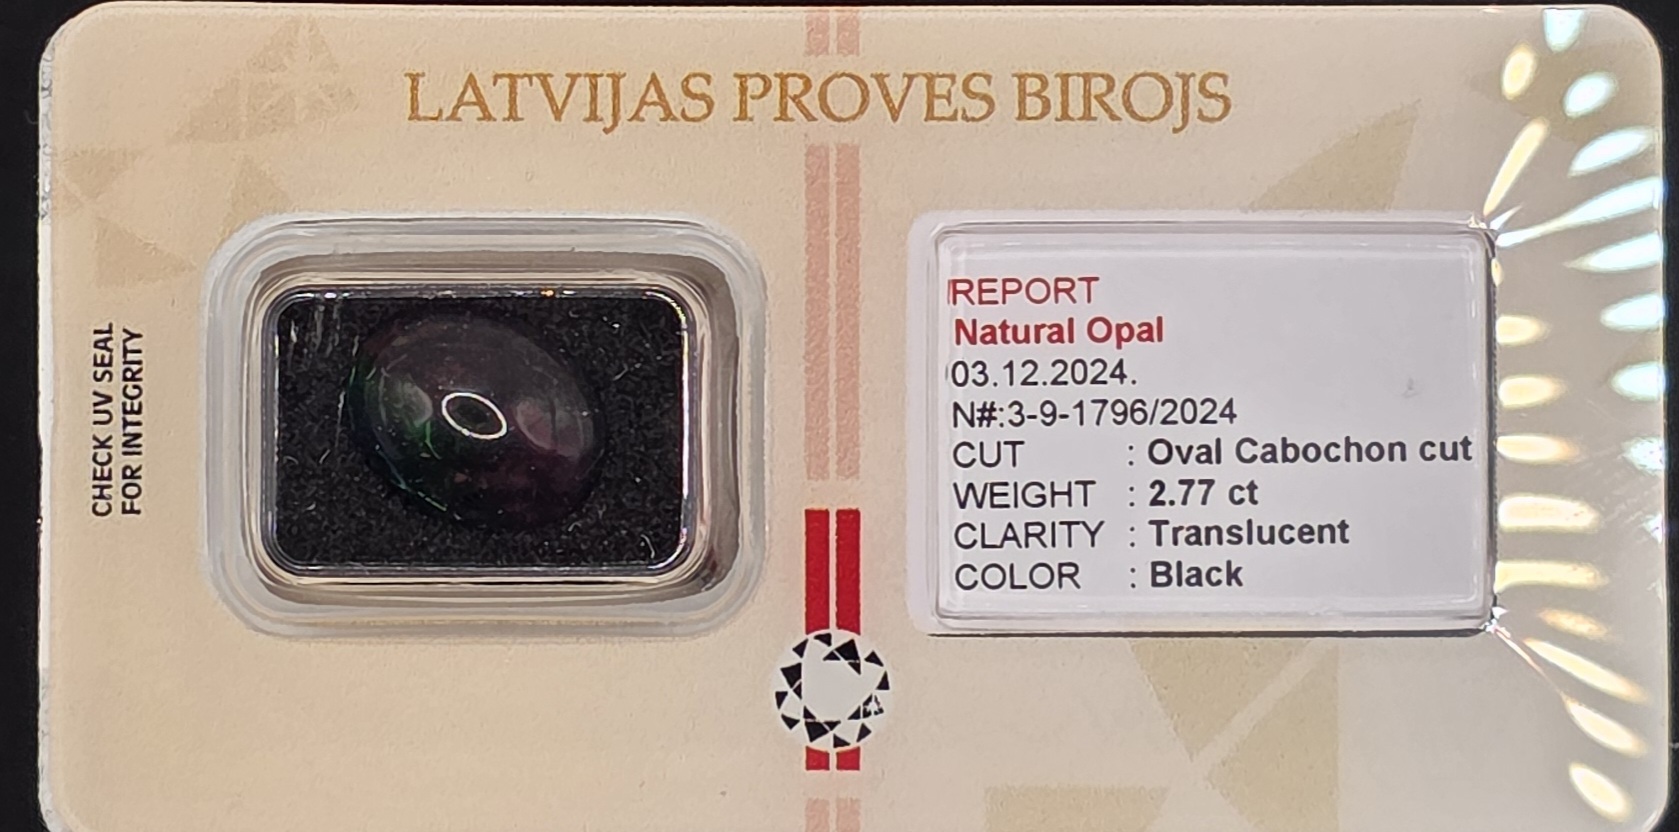 LATVIJAS PROVES BIROJS
CHECK UV SEAL
FOR INTEGRITY
REPORT
Natural Opal
03.12.2024.
N#:3-9-1796/2024
CUT : Oval Cabochon cut
WEIGHT : 2.77 ct
CLARITY : Translucent
COLOR : Black